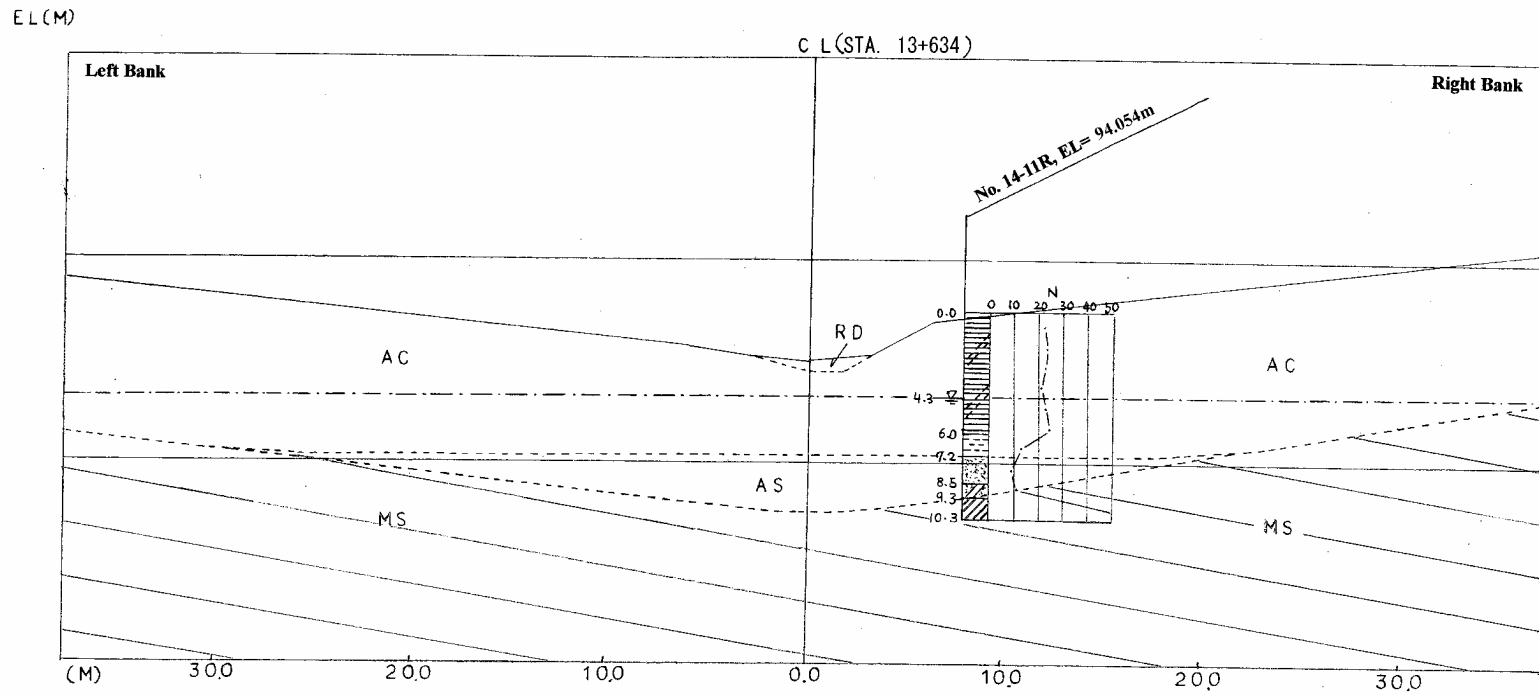 EL(M)
C L(STA. 13+634)
Left Bank
Right Bank
No. 14-11R, EL= 94.054m
N
0 10 20 30 40 50
0.0
RD
AC
AC
4.3
6.0
7.2
8.5
9.3
10.3
AS
MS
MS
(M) 30.0 20.0 10.0 0.0 10.0 20.0 30.0